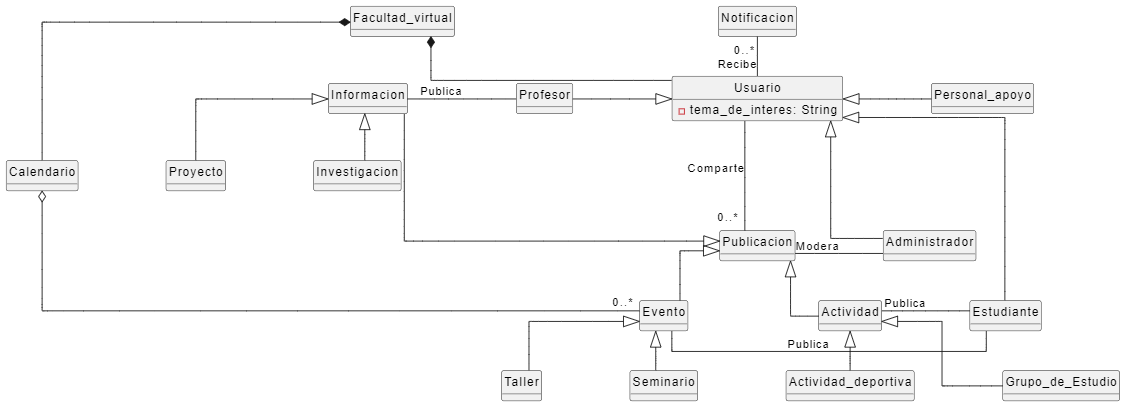 Facultad_virtual
Notificacion
0..*
Recibe
Usuario
tema_de_interes: String
Informacion
Publica
Profesor
Personal_apoyo
Calendario
Proyecto
Investigacion
Comparte
0..*
Publicacion
Modera
Administrador
0..*
Evento
Actividad
Publica
Estudiante
Publica
Taller
Seminario
Actividad_deportiva
Grupo_de_Estudio